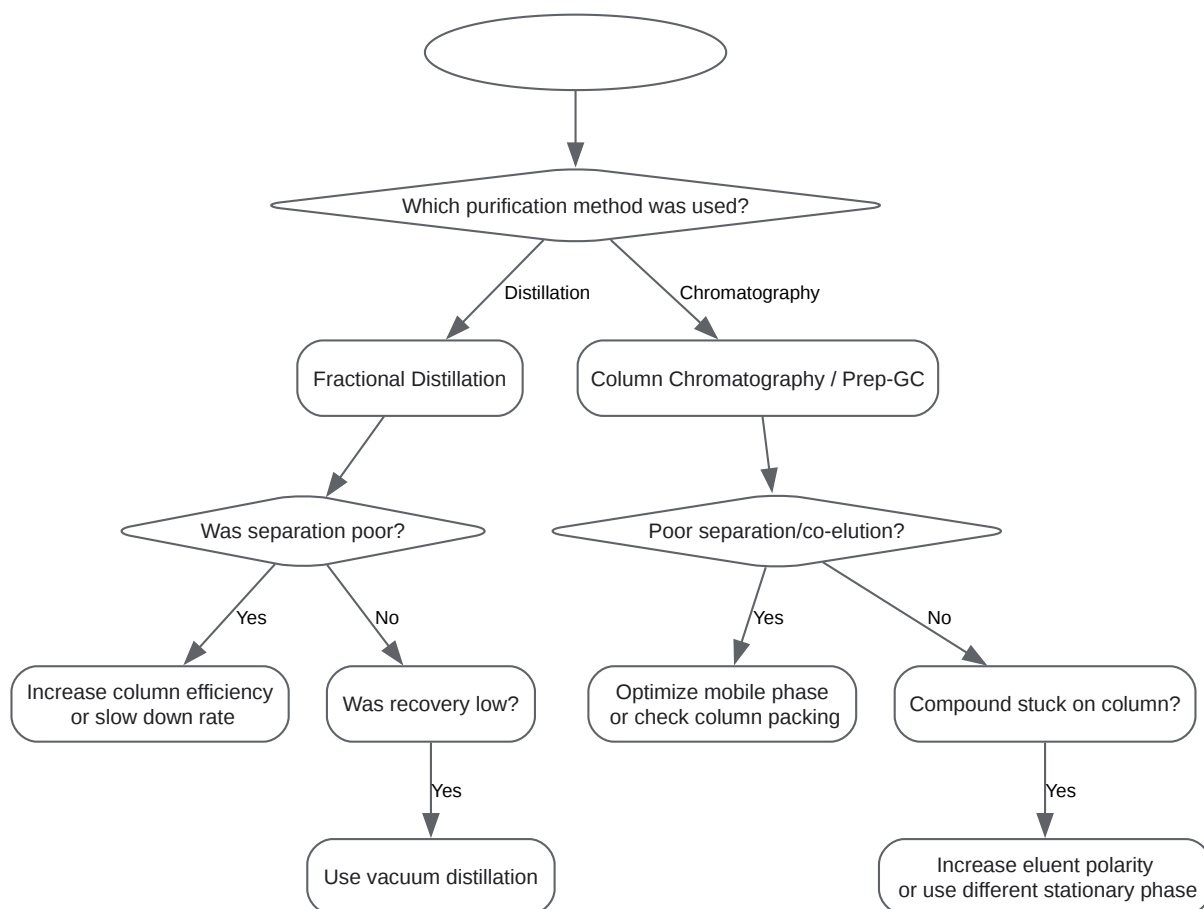 Which purification method was used?
Distillation
Chromatography
Fractional Distillation
Column Chromatography / Prep-GC
Was separation poor?
Poor separation/co-elution?
Yes
No
Yes
No
Increase column efficiency
or slow down rate
Was recovery low?
Optimize mobile phase
or check column packing
Compound stuck on column?
Yes
Yes
Use vacuum distillation
Increase eluent polarity
or use different stationary phase